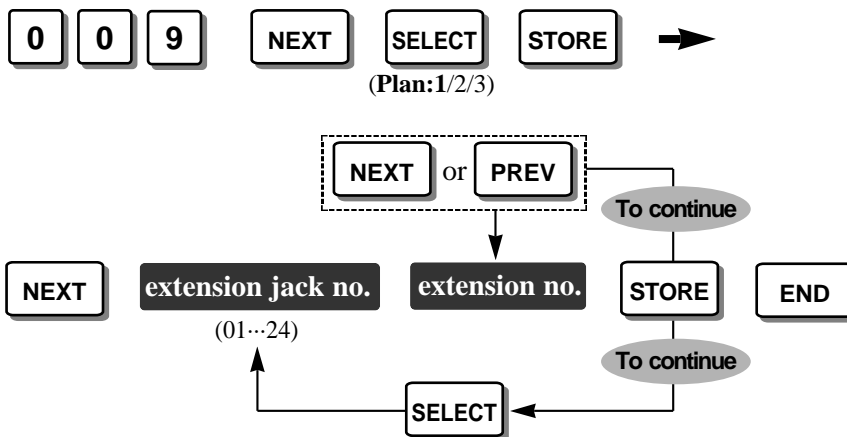 0 0 9 NEXT SELECT STORE
(Plan:1/2/3)
NEXT or PREV
To continue
NEXT extension jack no. extension no. STORE END
(01···24)
To continue
SELECT